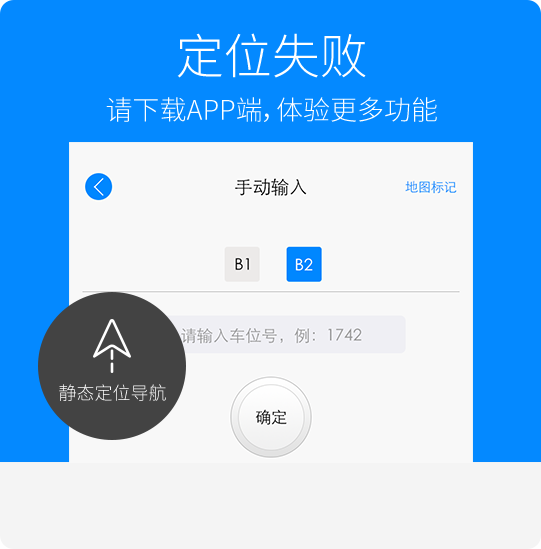 定位失败
请下载APP端，体验更多功能
手动输入
地图标记
B1
B2
请输入车位号，例：1742
静态定位导航
确定